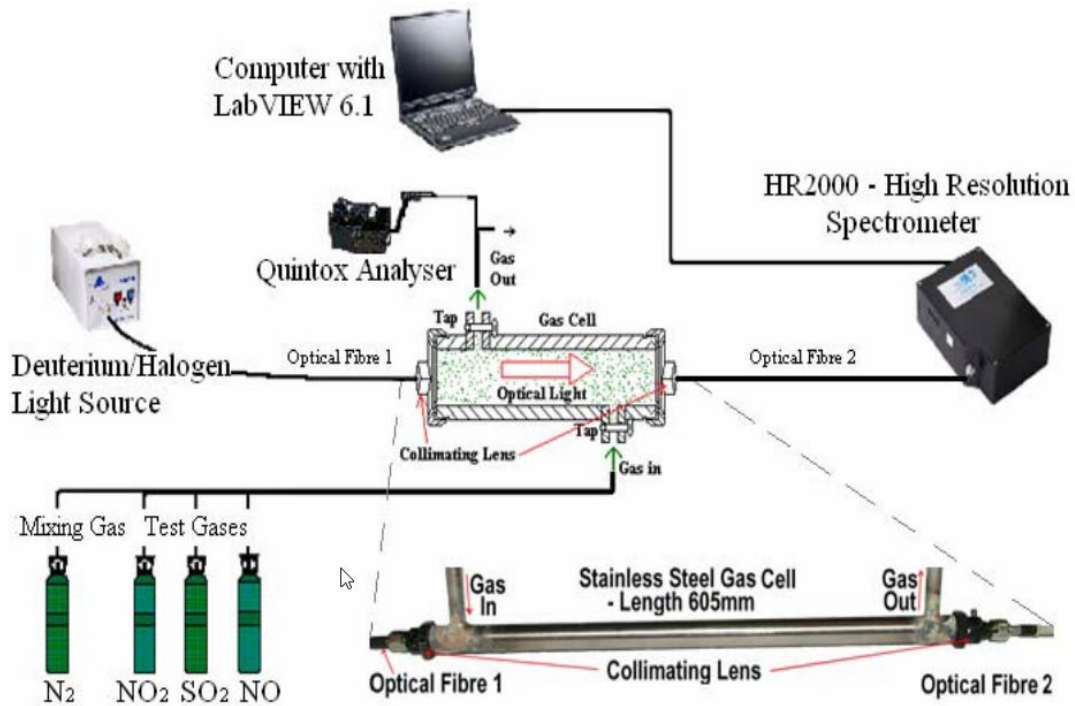 Computer with
LabVIEW 6.1
HR2000 - High Resolution
Spectrometer
Quintox Analyser
Gas
Out
Tap
Gas Cell
Deuterium/Halogen
Light Source
Optical Fibre 1
Optical Light
Optical Fibre 2
Tap
Collimating Lens
Gas in
Mixing Gas
Test Gases
N₂
NO₂
SO₂
NO
Gas
In
Stainless Steel Gas Cell
- Length 605mm
Gas
Out
Collimating Lens
Optical Fibre 1
Optical Fibre 2